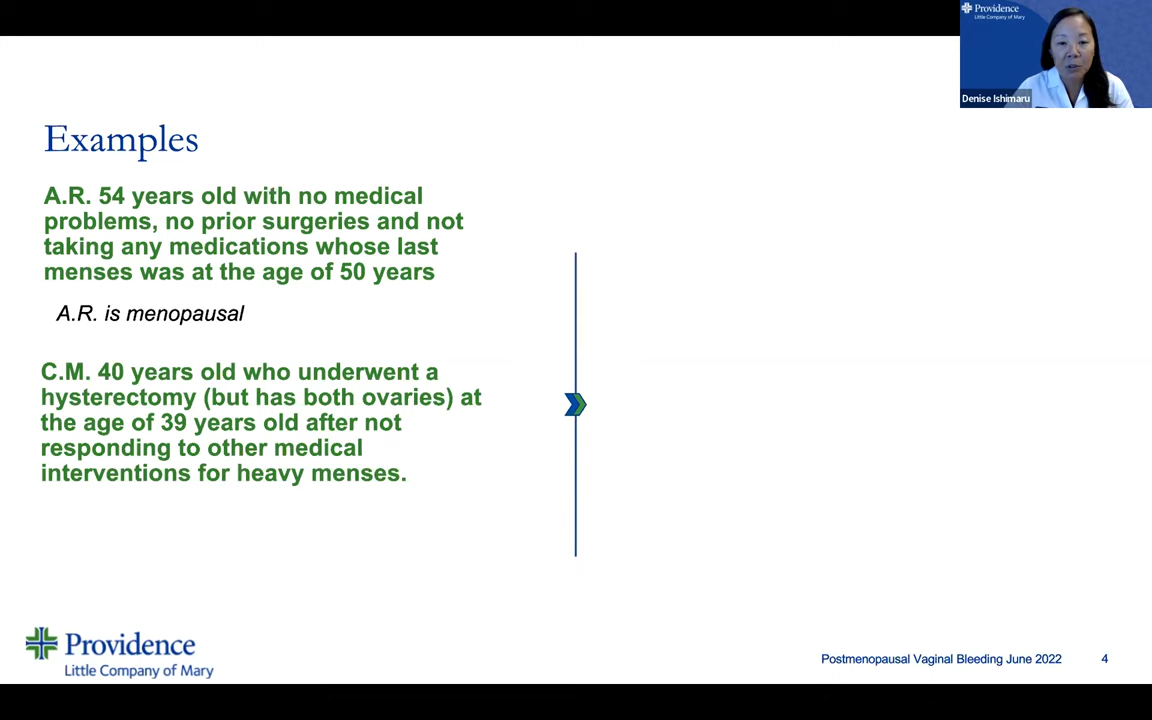 Providence
Little Company of Mary
Denise Ishimaru
Examples
A.R. 54 years old with no medical
problems, no prior surgeries and not
taking any medications whose last
menses was at the age of 50 years
A.R. is menopausal
C.M. 40 years old who underwent a
hysterectomy (but has both ovaries) at
the age of 39 years old after not
responding to other medical
interventions for heavy menses.
Providence
Little Company of Mary
Postmenopausal Vaginal Bleeding June 2022 4